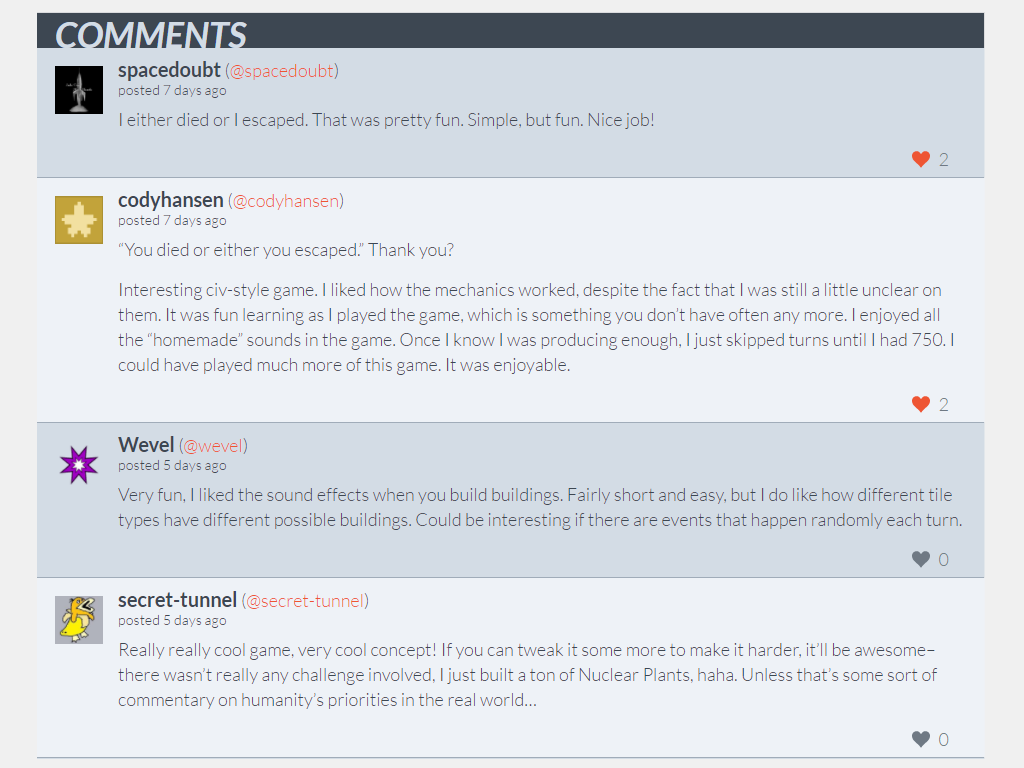 COMMENTS
spacedoubt (@spacedoubt)
posted 7 days ago
I either died or I escaped. That was pretty fun. Simple, but fun. Nice job!
2
codyhansen (@codyhansen)
posted 7 days ago
“You died or either you escaped.” Thank you?
Interesting civ-style game. I liked how the mechanics worked, despite the fact that I was still a little unclear on
them. It was fun learning as I played the game, which is something you don’t have often any more. I enjoyed all
the “homemade” sounds in the game. Once I know I was producing enough, I just skipped turns until I had 750. I
could have played much more of this game. It was enjoyable.
2
Wevel (@wevel)
posted 5 days ago
Very fun, I liked the sound effects when you build buildings. Fairly short and easy, but I do like how different tile
types have different possible buildings. Could be interesting if there are events that happen randomly each turn.
0
secret-tunnel (@secret-tunnel)
posted 5 days ago
Really really cool game, very cool concept! If you can tweak it some more to make it harder, it’ll be awesome–
there wasn’t really any challenge involved, I just built a ton of Nuclear Plants, haha. Unless that’s some sort of
commentary on humanity’s priorities in the real world…
0